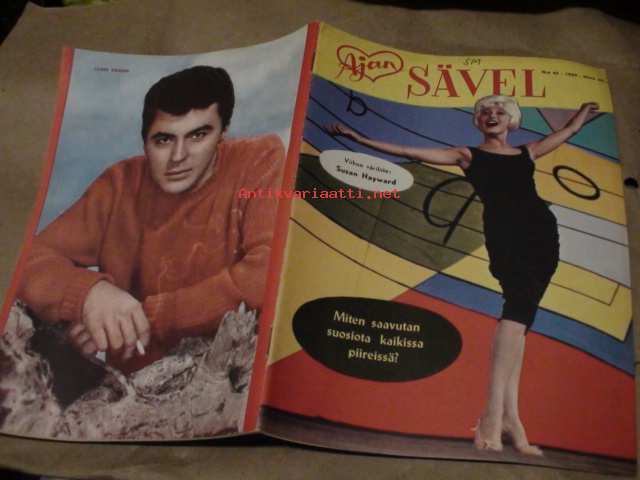 Ajan
SÄVEL
Viikon värikuva:
Susan Hayward
Miten saavutan
suosiota kaikissa
piireissä?
Antikvariaatti.net